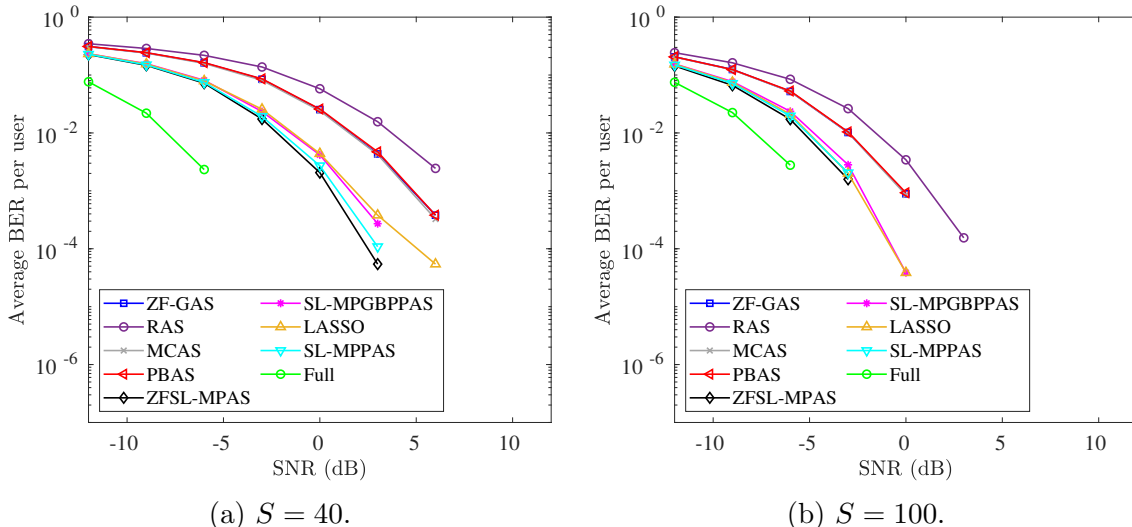 10^0
10^-2
10^-4
10^-6
Average BER per user
ZF-GAS
RAS
MCAS
PBAS
ZFSL-MPAS
SL-MPGBPPAS
LASSO
SL-MPPAS
Full
-10 -5 0 5 10
SNR (dB)
(a) S = 40.
10^0
10^-2
10^-4
10^-6
Average BER per user
ZF-GAS
RAS
MCAS
PBAS
ZFSL-MPAS
SL-MPGBPPAS
LASSO
SL-MPPAS
Full
-10 -5 0 5 10
SNR (dB)
(b) S = 100.